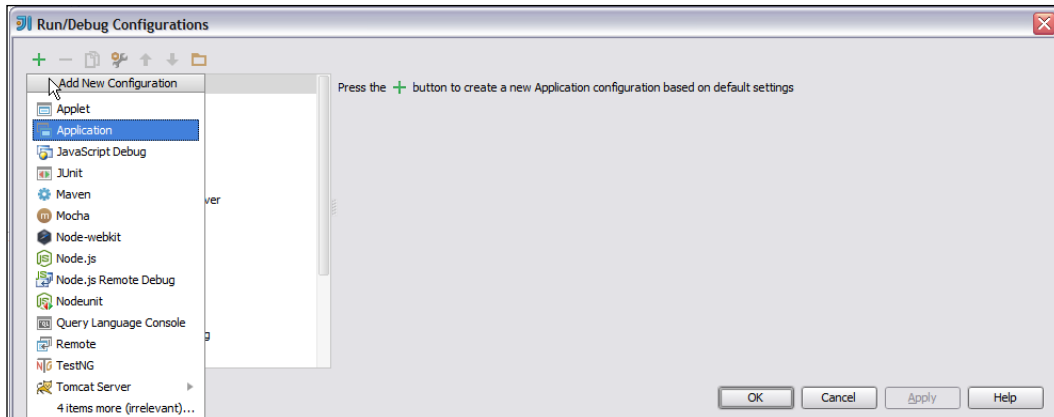 Run/Debug Configurations
Add New Configuration
Press the + button to create a new Application configuration based on default settings
Applet
Application
JavaScript Debug
JUnit
Maven
ver
Mocha
Node-webkit
Node.js
Node.js Remote Debug
Nodeunit
Query Language Console
g
Remote
TestNG
Tomcat Server
4 items more (irrelevant)...
OK
Cancel
Apply
Help